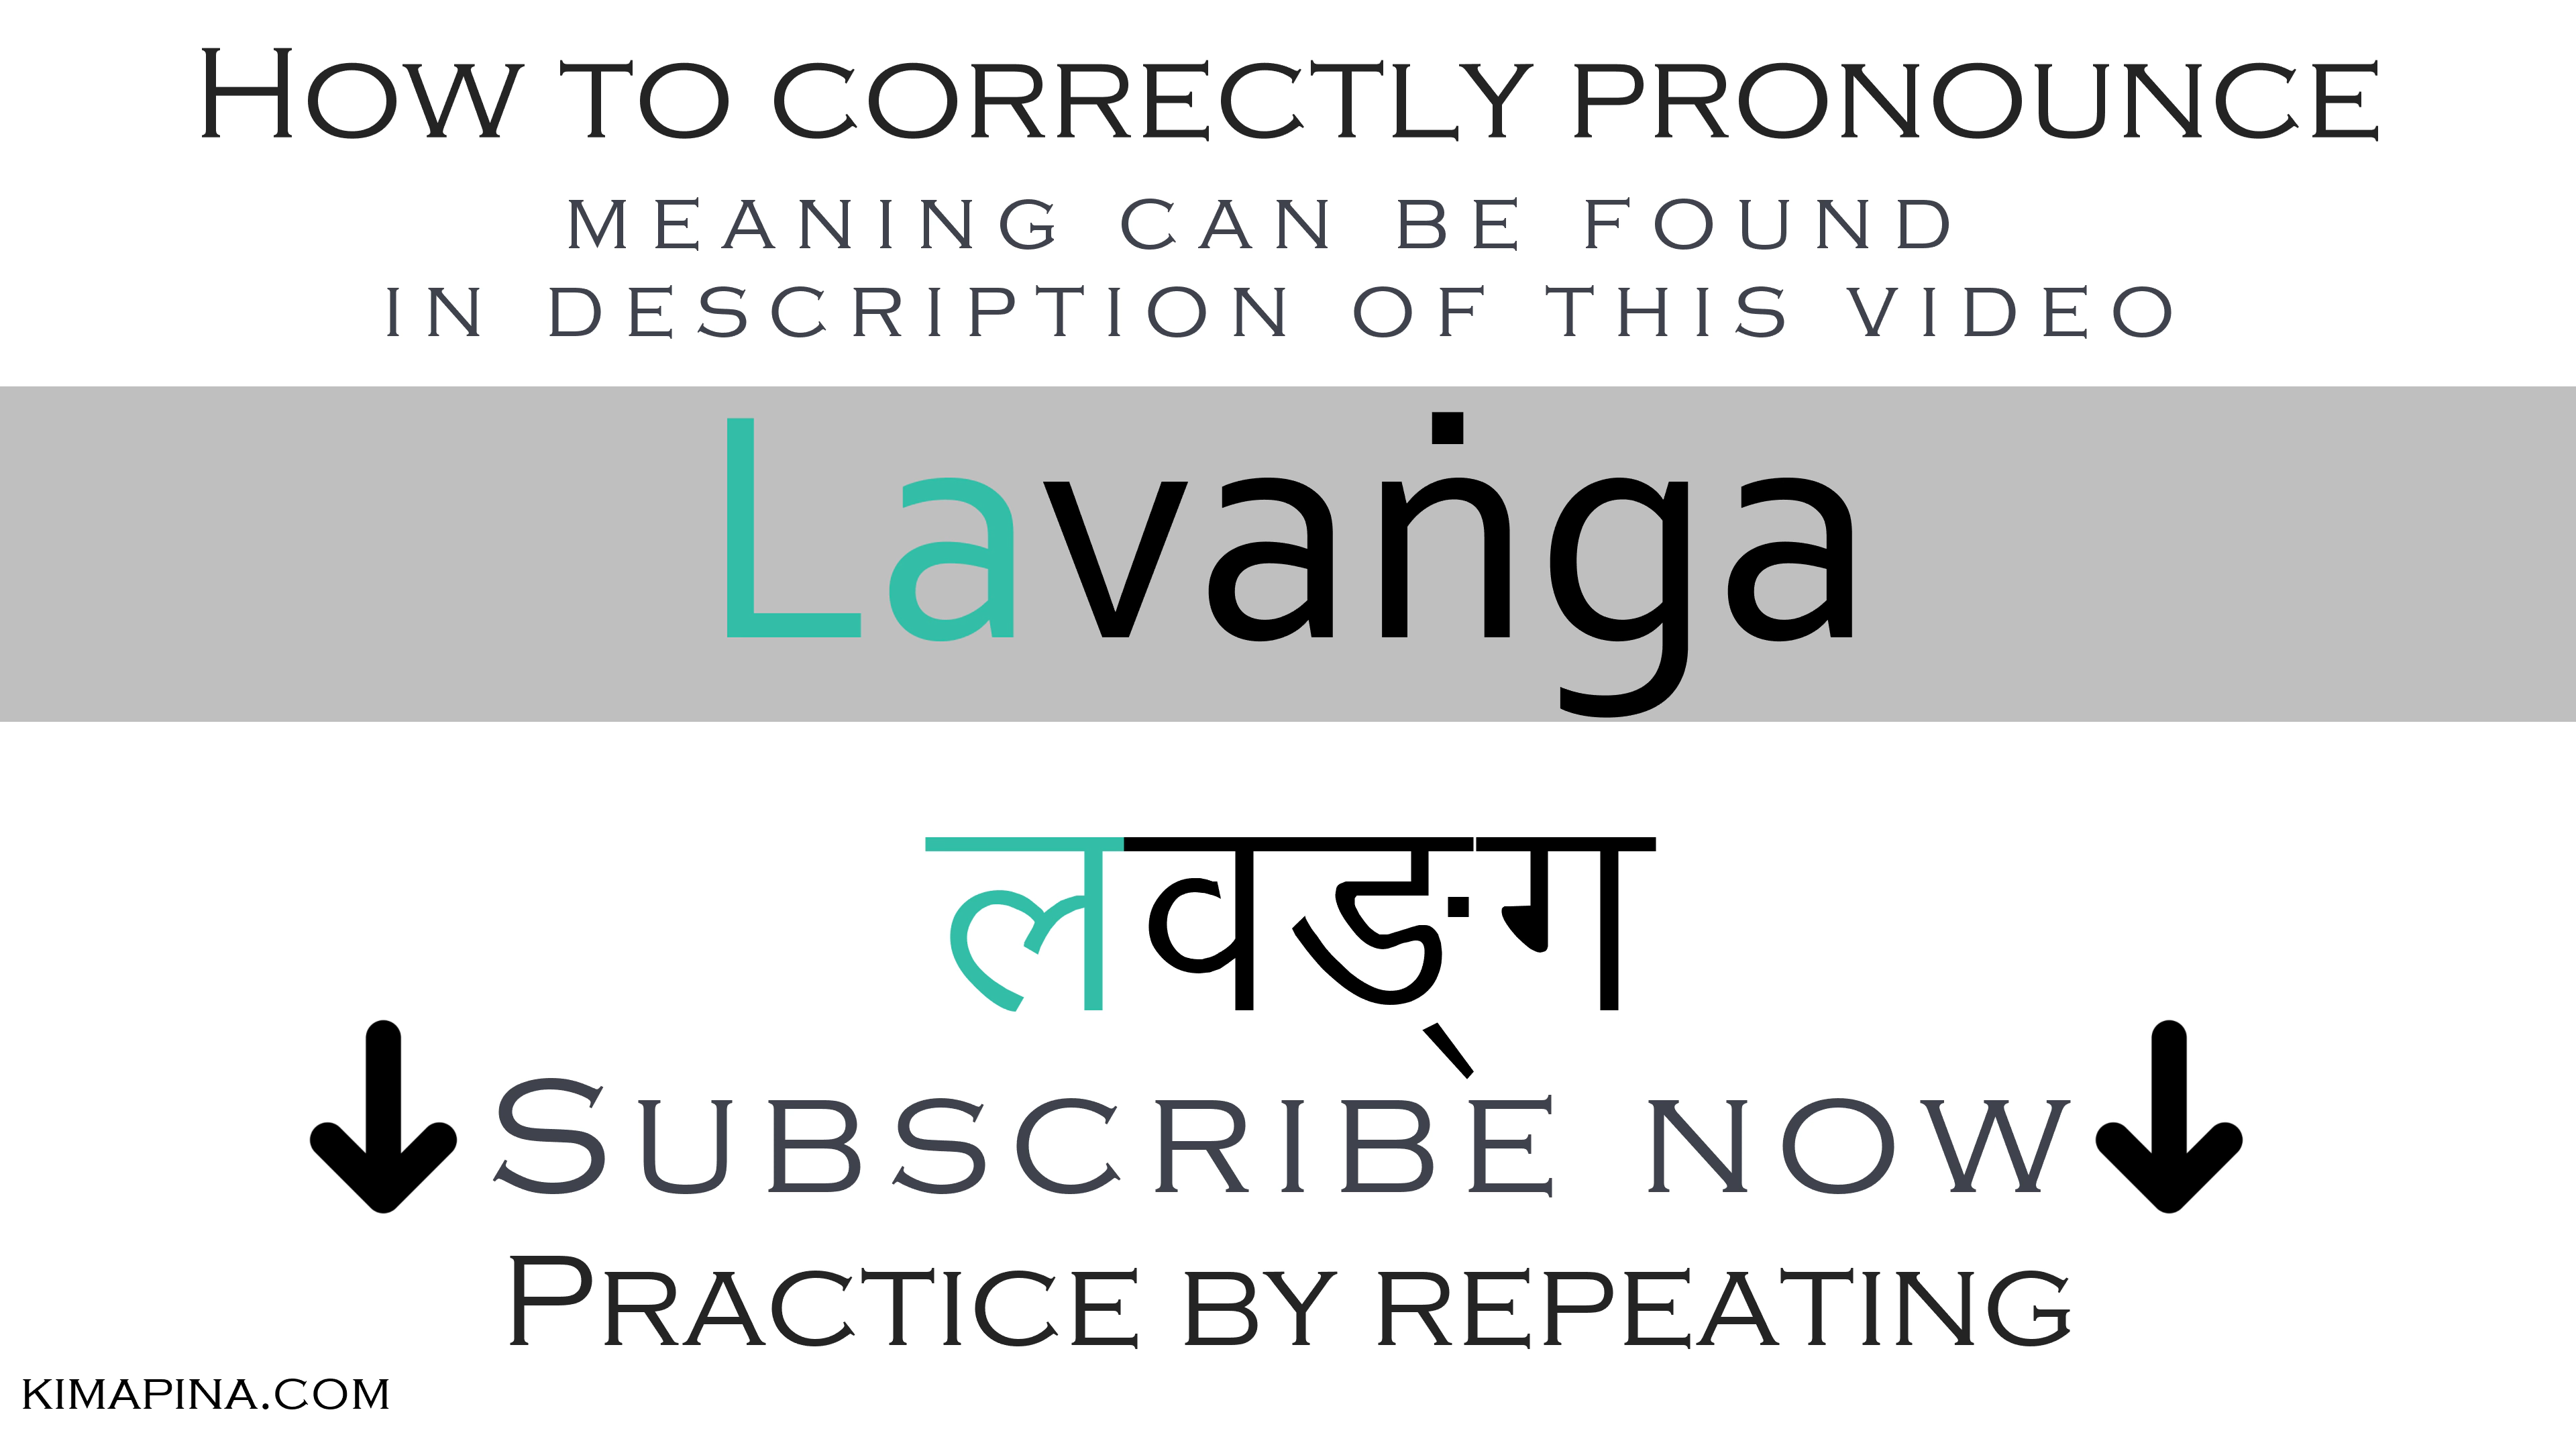 How to correctly pronounce
meaning can be found
in description of this video
Lavaṅga
लवङ्‌ग
Subscribe now
Practice by repeating
kimapina.com